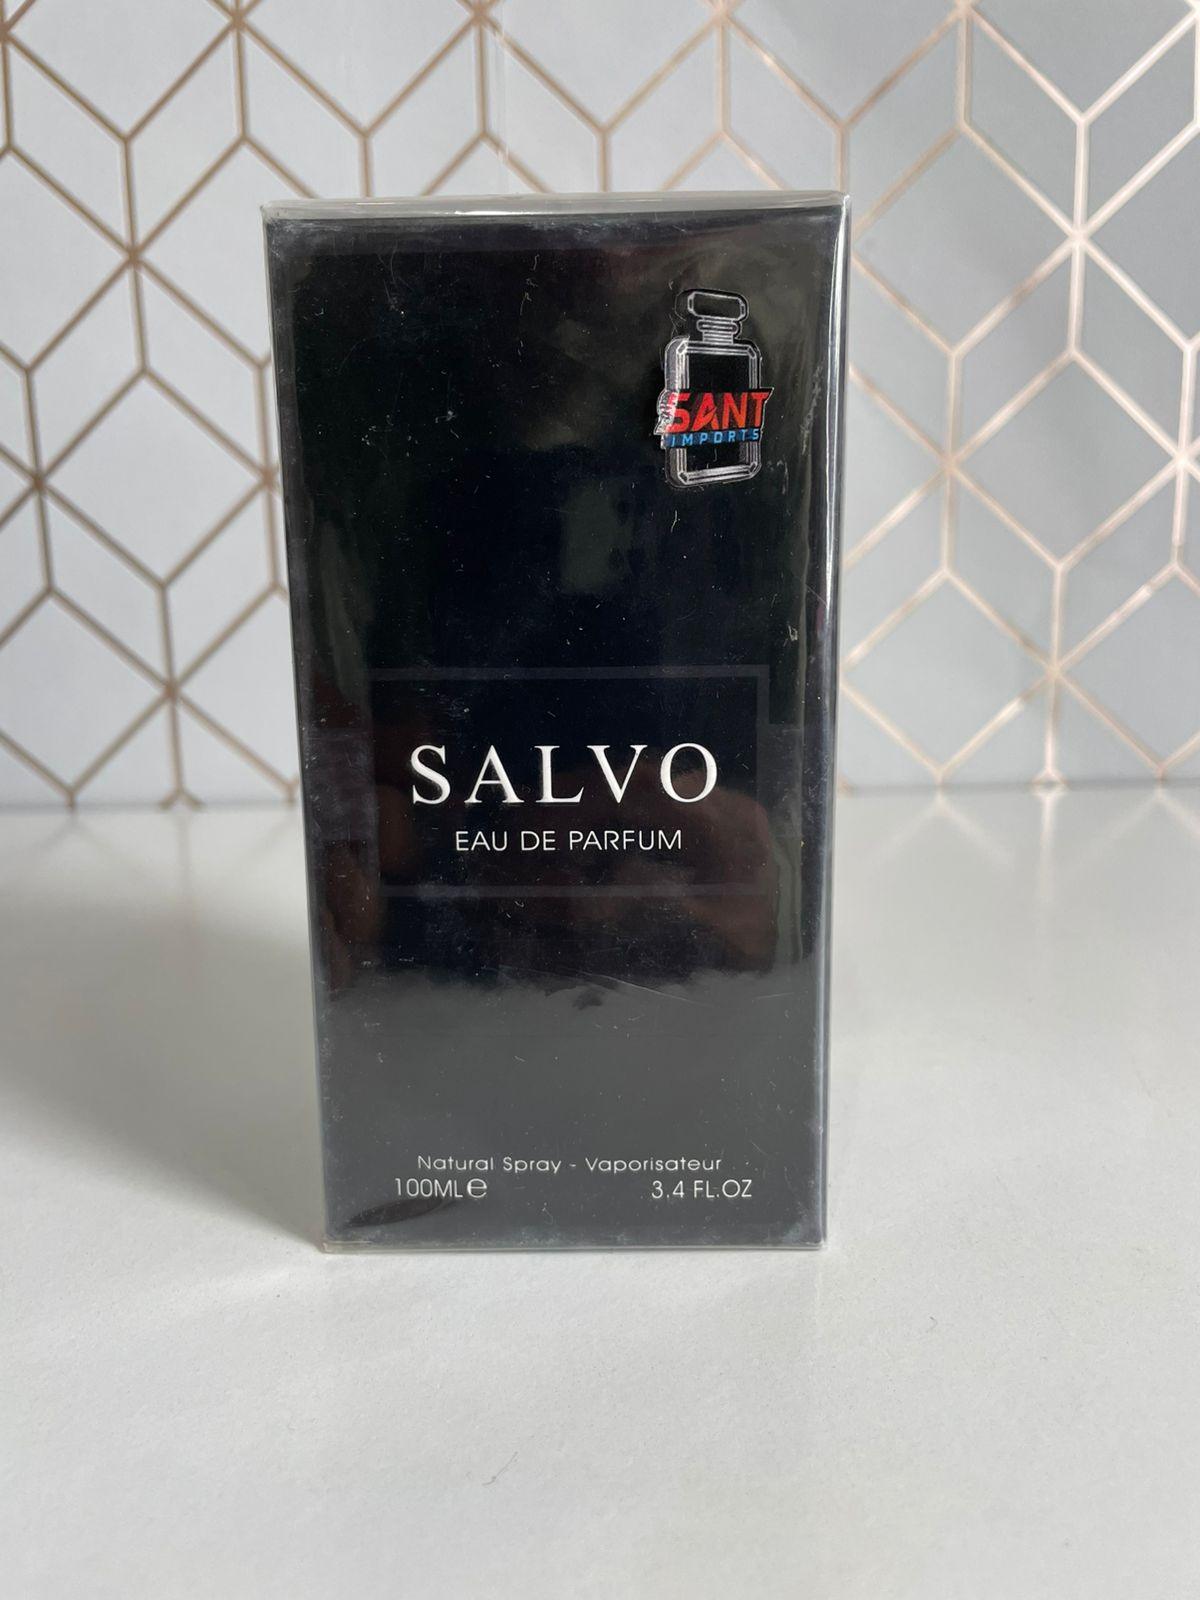 SANT
IMPORTS
SALVO
EAU DE PARFUM
Natural Spray - Vaporisateur
100ML℮ 3.4 FL.OZ